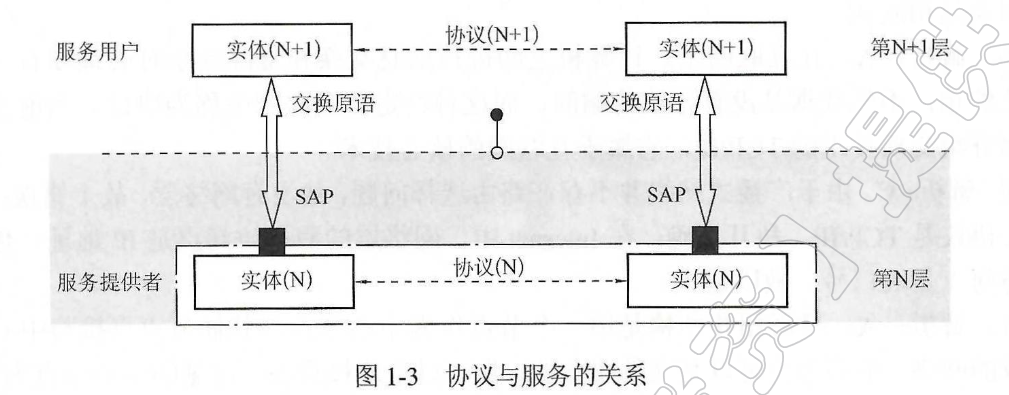 服务用户 实体(N+1) 协议(N+1) 实体(N+1) 第N+1层
交换原语 交换原语
SAP SAP
服务提供者 实体(N) 协议(N) 实体(N) 第N层
图 1-3 协议与服务的关系